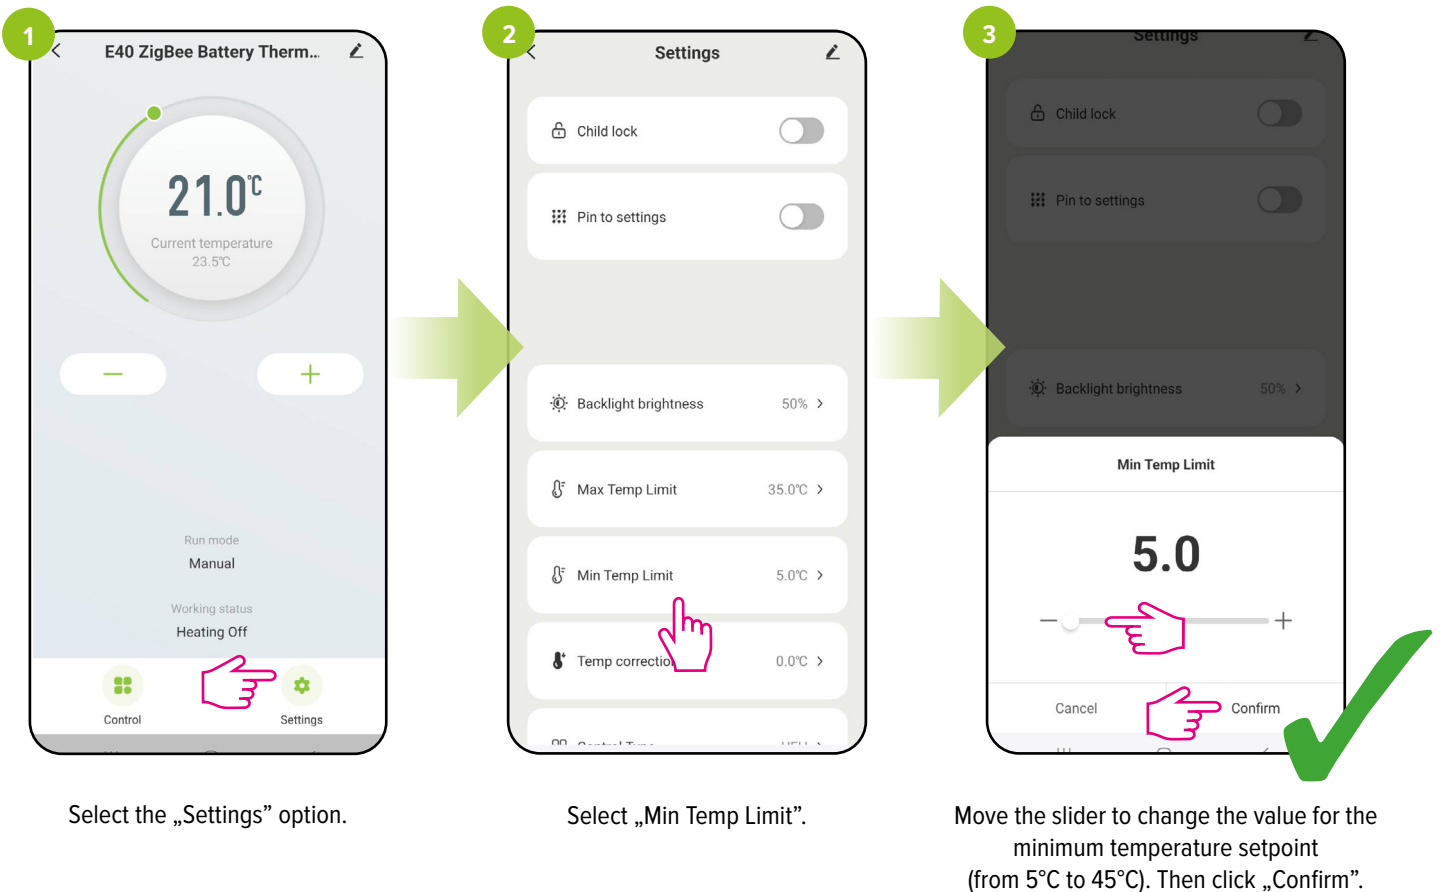 1
E40 ZigBee Battery Therm...
21.0℃
Current temperature
23.5℃
Run mode
Manual
Working status
Heating Off
Control
Settings
Select the „Settings” option.
2
Settings
Child lock
Pin to settings
Backlight brightness 50%
Max Temp Limit 35.0℃
Min Temp Limit 5.0℃
Temp correction 0.0℃
Control Type
Select „Min Temp Limit”.
3
Settings
Child lock
Pin to settings
Backlight brightness 50%
Min Temp Limit
5.0
Cancel
Confirm
Move the slider to change the value for the
minimum temperature setpoint
(from 5°C to 45°C). Then click „Confirm”.